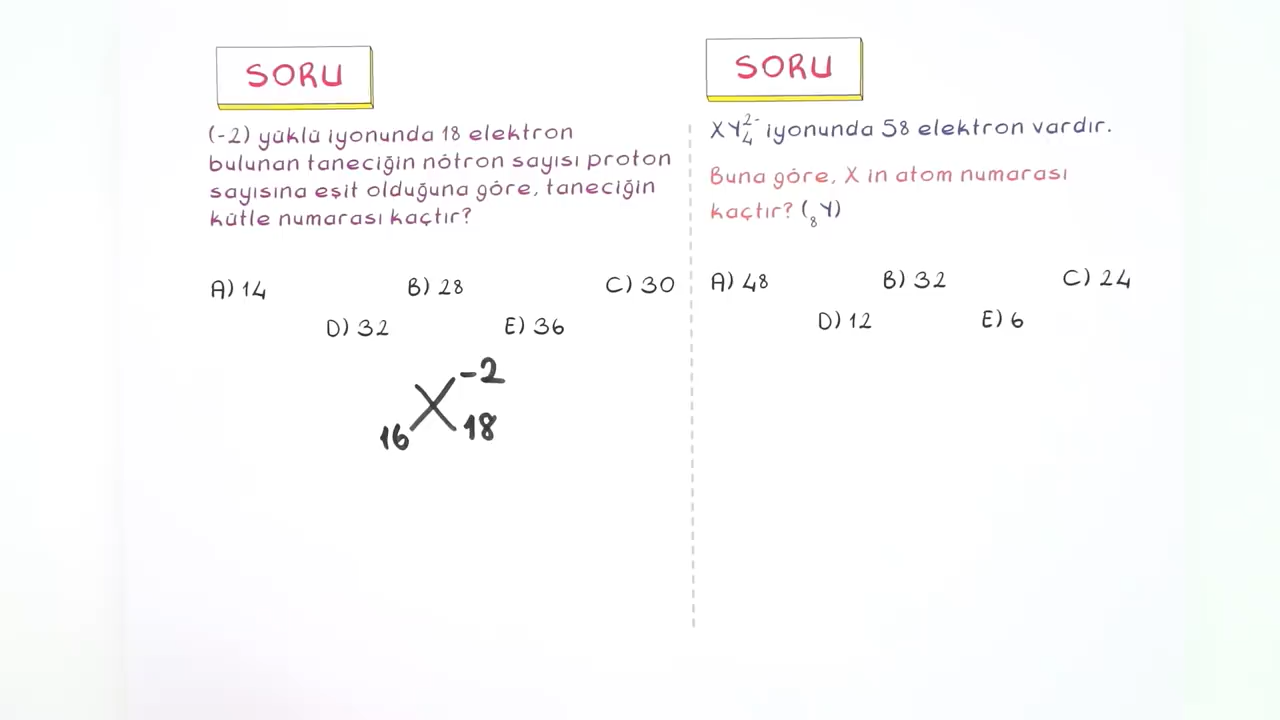 SORU
(-2) yüklü iyonunda 18 elektron
bulunan taneciğin nötron sayısı proton
sayısına eşit olduğuna göre, taneciğin
kütle numarası kaçtır?
A) 14 B) 28 C) 30
D) 32 E) 36
X⁻²
16 18
SORU
XY₄²⁻ iyonunda 58 elektron vardır.
Buna göre, X in atom numarası
kaçtır? (₈Y)
A) 48 B) 32 C) 24
D) 12 E) 6